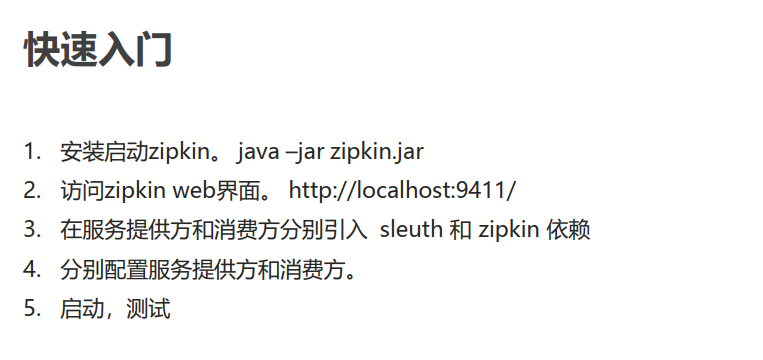 快速入门
1. 安装启动zipkin。 java –jar zipkin.jar
2. 访问zipkin web界面。 http://localhost:9411/
3. 在服务提供方和消费方分别引入 sleuth 和 zipkin 依赖
4. 分别配置服务提供方和消费方。
5. 启动，测试